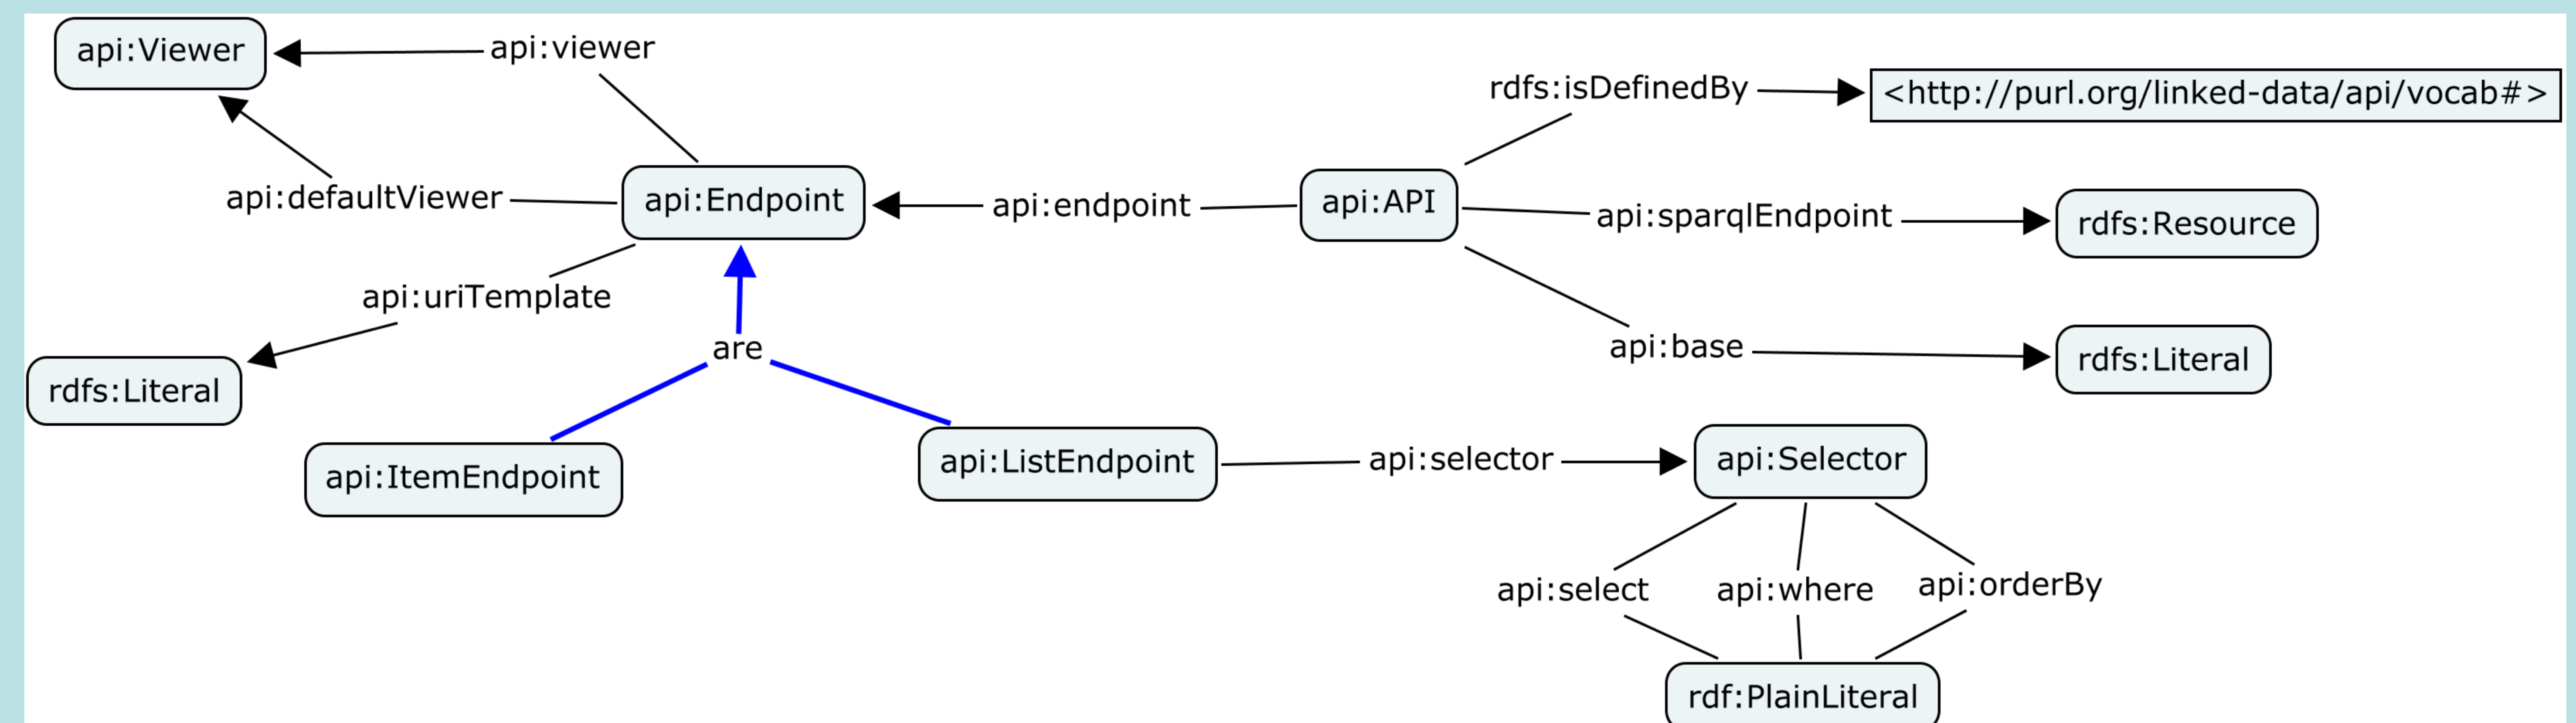 api:Viewer
api:viewer
rdfs:isDefinedBy
<http://purl.org/linked-data/api/vocab#>
api:defaultViewer
api:Endpoint
api:endpoint
api:API
api:sparqlEndpoint
rdfs:Resource
api:uriTemplate
are
api:base
rdfs:Literal
rdfs:Literal
api:ItemEndpoint
api:ListEndpoint
api:selector
api:Selector
api:select
api:where
api:orderBy
rdf:PlainLiteral